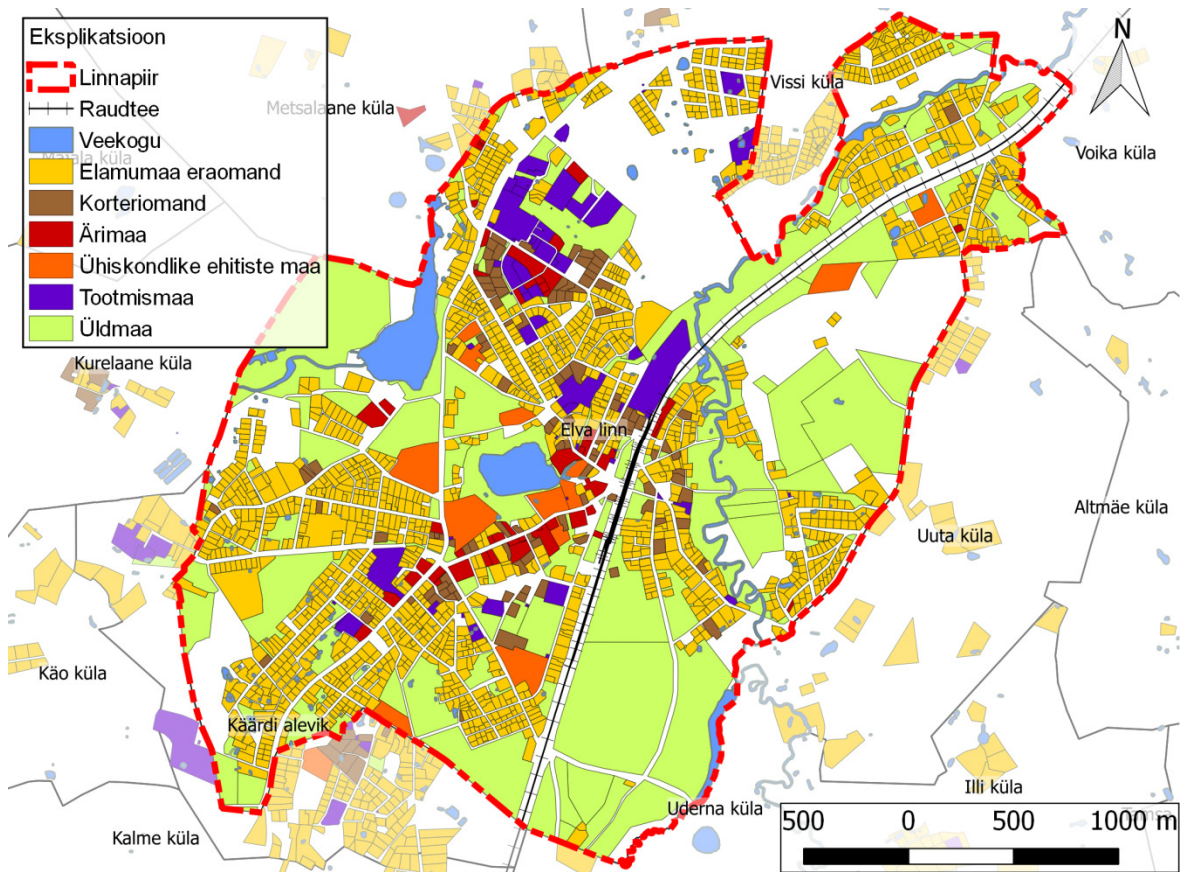 Eksplikatsioon
Linnapiir
Raudtee
Veekogu
Elamumaa eraomand
Korteriomand
Ärimaa
Ühiskondlike ehitiste maa
Tootmismaa
Üldmaa
N
Vissi küla
Metsalaane küla
Voika küla
Kurelaane küla
Elva linn
Altmäe küla
Uuta küla
Käo küla
Käärdi alevik
Illi küla
Uderna küla
Kalme küla
500 0 500 1000 m